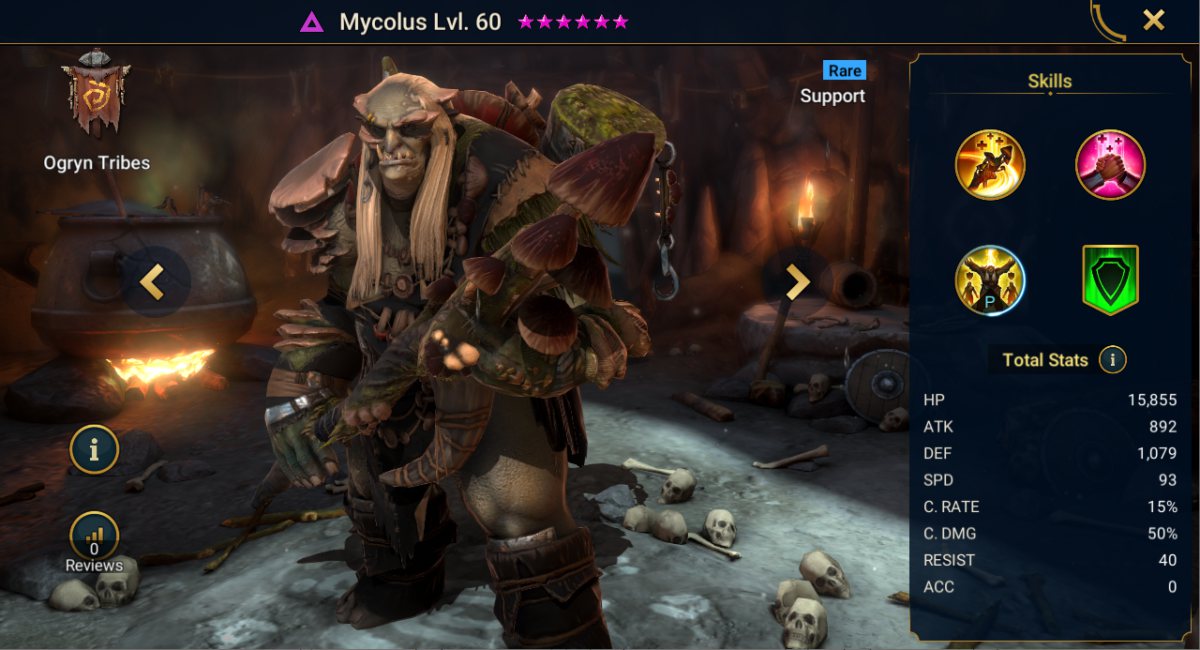 Mycolus Lvl. 60
Ogryn Tribes
Rare
Support
Skills
P
Total Stats
HP 15,855
ATK 892
DEF 1,079
SPD 93
C. RATE 15%
C. DMG 50%
RESIST 40
ACC 0
0
Reviews